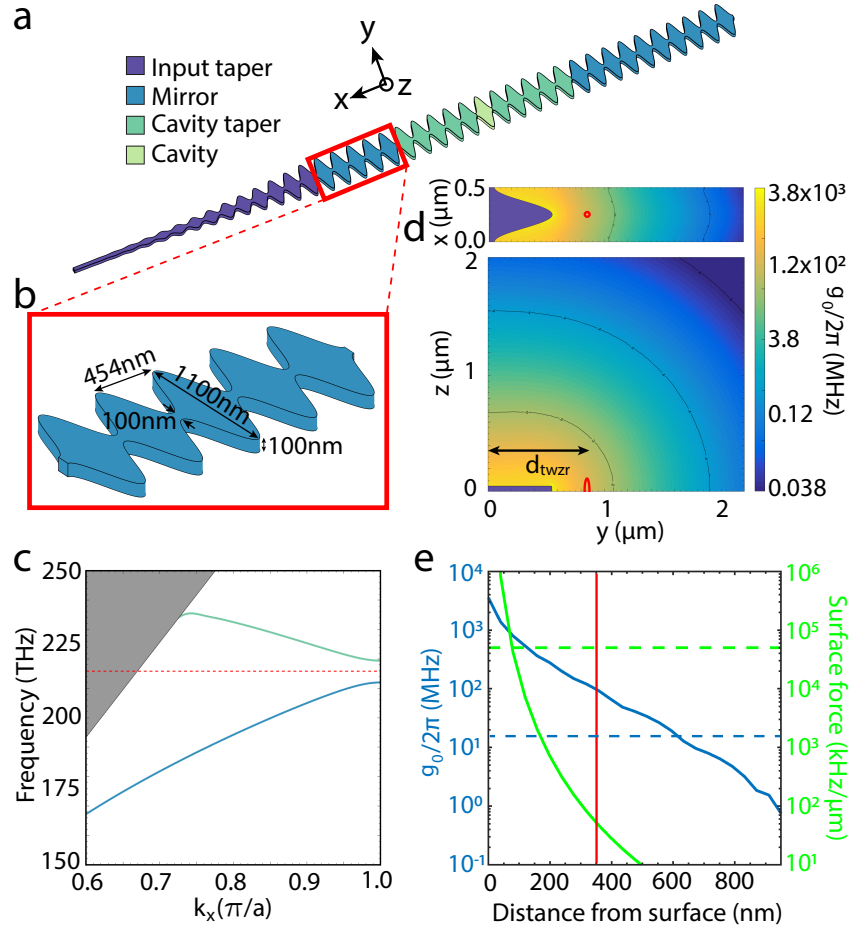 a
Input taper
Mirror
Cavity taper
Cavity
y
x
z
b
454nm
1100nm
100nm
100nm
d
0.5
0.0
x (μm)
2
1
0
z (μm)
d_twzr
0
1
2
y (μm)
3.8x10³
1.2x10²
3.8
0.12
0.038
g₀/2π (MHz)
c
250
225
200
175
150
Frequency (THz)
0.6
0.7
0.8
0.9
1.0
kₓ(π/a)
e
10⁴
10³
10²
10¹
10⁰
10⁻¹
g₀/2π (MHz)
10⁶
10⁵
10⁴
10³
10²
10¹
Surface force (kHz/μm)
0
200
400
600
800
Distance from surface (nm)